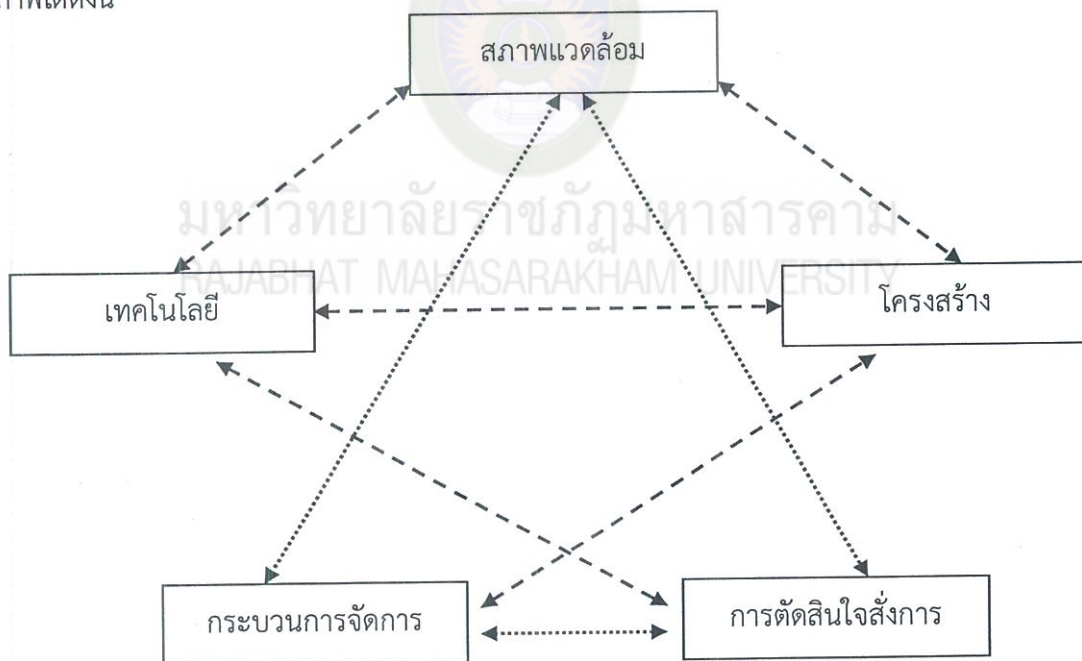 สภาพแวดล้อม
มหาวิทยาลัยราชภัฏมหาสารคาม
RAJABHAT MAHASARAKHAM UNIVERSITY
เทคโนโลยี
โครงสร้าง
กระบวนการจัดการ
การตัดสินใจสั่งการ